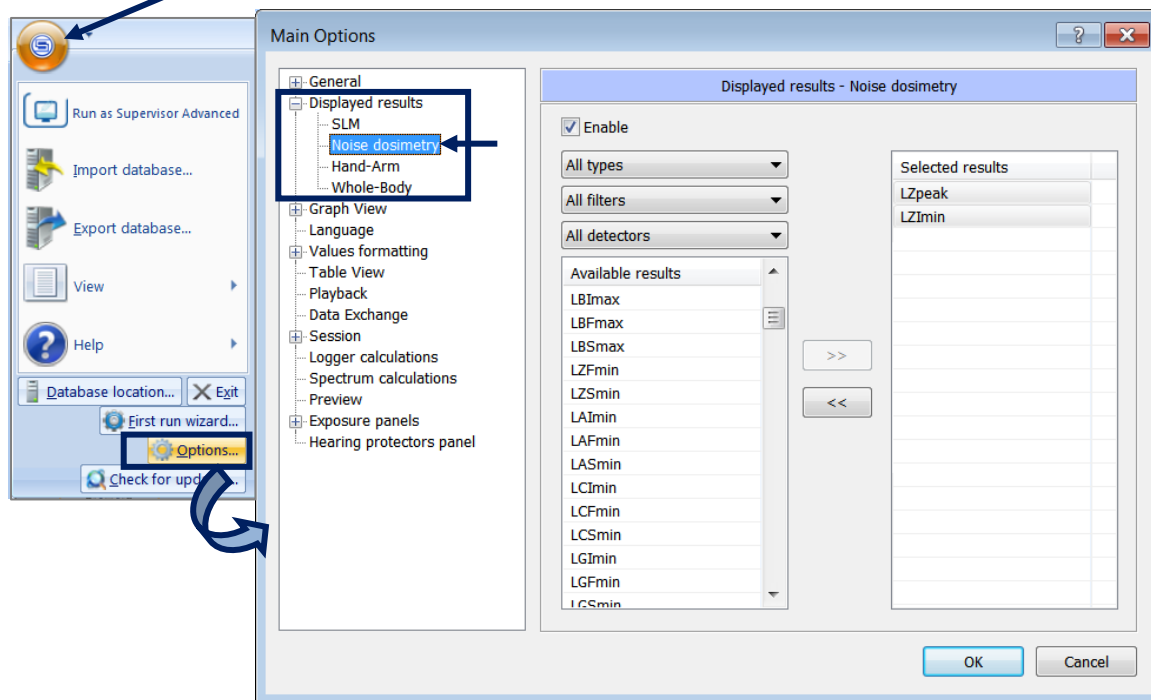 Run as Supervisor Advanced
Import database...
Export database...
View
Help
Database location...
Exit
First run wizard...
Options...
Check for upd
Main Options
General
Displayed results
SLM
Noise dosimetry
Hand-Arm
Whole-Body
Graph View
Language
Values formatting
Table View
Playback
Data Exchange
Session
Logger calculations
Spectrum calculations
Preview
Exposure panels
Hearing protectors panel
Displayed results - Noise dosimetry
Enable
All types
All filters
All detectors
Available results
LBImax
LBFmax
LBSmax
LZFmin
LZSmin
LAImin
LAFmin
LASmin
LCImin
LCFmin
LCSmin
LGImin
LGFmin
LGSmin
>>
<<
Selected results
LZpeak
LZImin
OK
Cancel